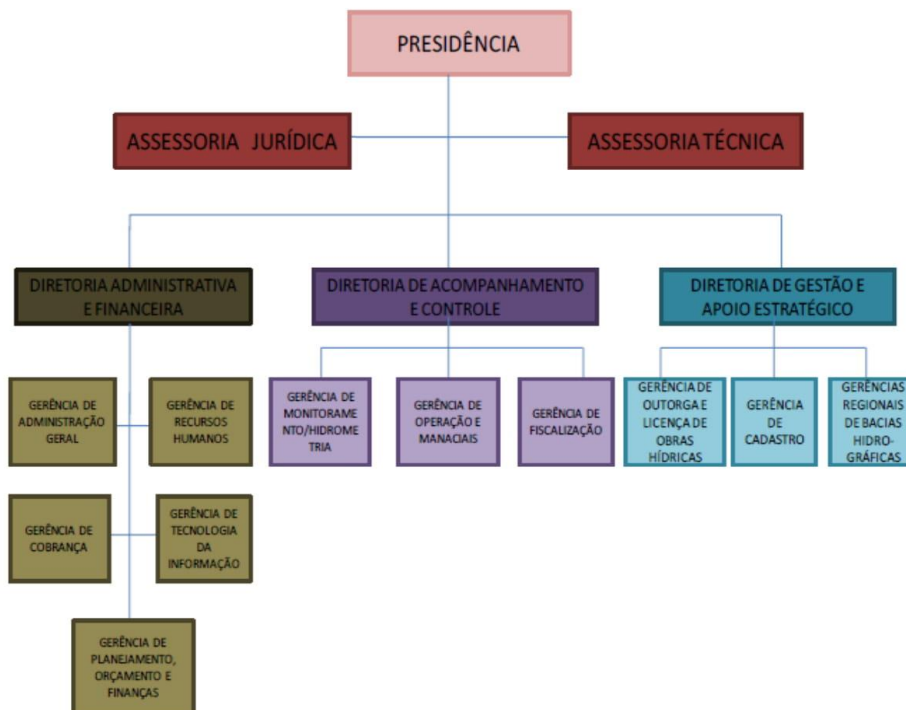 PRESIDÊNCIA
ASSESSORIA JURÍDICA
ASSESSORIA TÉCNICA
DIRETORIA ADMINISTRATIVA
E FINANCEIRA
DIRETORIA DE ACOMPANHAMENTO
E CONTROLE
DIRETORIA DE GESTÃO E
APOIO ESTRATÉGICO
GERÊNCIA DE
ADMINISTRAÇÃO
GERAL
GERÊNCIA DE
RECURSOS
HUMANOS
GERÊNCIA DE
MONITORAME
NTO/HIDROME
TRIA
GERÊNCIA DE
OPERAÇÃO E
MANACIAIS
GERÊNCIA DE
FISCALIZAÇÃO
GERÊNCIA DE
OUTORGA E
LICENÇA DE
OBRAS
HÍDRICAS
GERÊNCIA
DE
CADASTRO
GERÊNCIAS
REGIONAIS
DE BACIAS
HIDRO-
GRÁFICAS
GERÊNCIA DE
COBRANÇA
GERÊNCIA DE
TECNOLOGIA
DA
INFORMAÇÃO
GERÊNCIA DE
PLANEJAMENTO,
ORÇAMENTO E
FINANÇAS